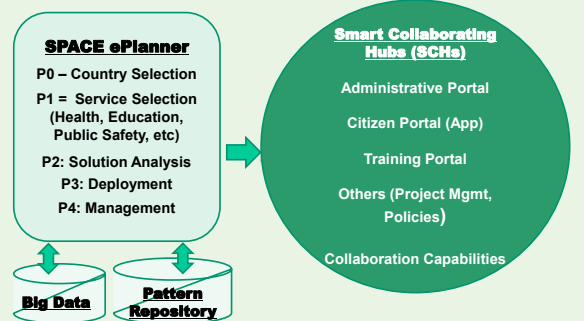 SPACE ePlanner
P0 – Country Selection
P1 = Service Selection
(Health, Education,
Public Safety, etc)
P2: Solution Analysis
P3: Deployment
P4: Management
Big Data
Pattern
Repository
Smart Collaborating
Hubs (SCHs)
Administrative Portal
Citizen Portal (App)
Training Portal
Others (Project Mgmt,
Policies)
Collaboration Capabilities